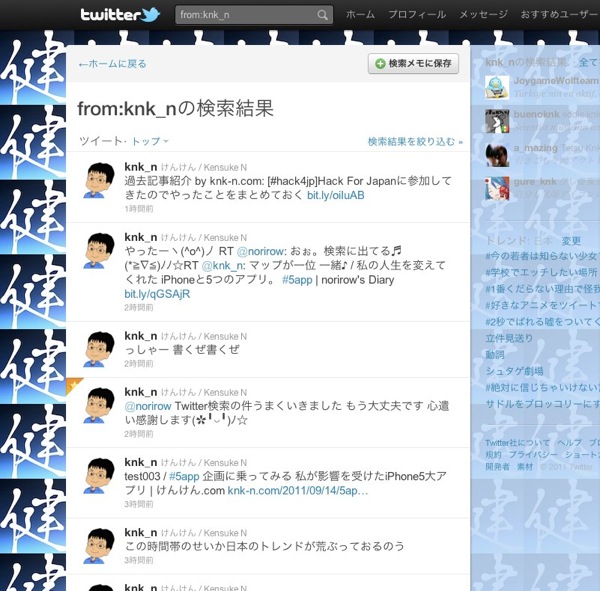 twitter
from:knk_n
ホーム プロフィール メッセージ おすすめユーザー
←ホームに戻る
検索メモに保存
from:knk_nの検索結果
ツイート・ トップ
検索結果を絞り込む »
knk_n けんけん / Kensuke N
過去記事紹介 by knk-n.com: [#hack4jp]Hack For Japanに参加して
きたのでやったことをまとめておく bit.ly/oiIuAB
1時間前
knk_n けんけん / Kensuke N
やったーヽ(^o^)ノ RT @norirow: おぉ。検索に出てる♬
(*≧∇≦)ﾉﾉ☆RT @knk_n: マップが一位 一緒♪ / 私の人生を変えて
くれた iPhoneと5つのアプリ。 #5app | norirow's Diary
bit.ly/qGSAjR
2時間前
knk_n けんけん / Kensuke N
っしゃー 書くぜ書くぜ
2時間前
knk_n けんけん / Kensuke N
@norirow Twitter検索の件うまくいきました もう大丈夫です 心遣
い感謝します(✲╹◡╹)ﾉ☆
2時間前
knk_n けんけん / Kensuke N
test003 / #5app 企画に乗ってみる 私が影響を受けたiPhone5大ア
プリ | けんけん.com knk-n.com/2011/09/14/5ap…
3時間前
knk_n けんけん / Kensuke N
この時間帯のせいか日本のトレンドが荒ぶっておるのう
3時間前
knk_n けんけん / Kensuke N
knk_nの検索結果 全て
JoygameWolfteam
buenoknk
a_mazing Tetsu Knk
gure_knk
トレンド: 日本・変更
#今の若者は知らない少女
#学校でエッチしたい場所
#1番くだらない理由で怪我
#好きなアニメをツイートす
#2秒でばれる嘘をついてく
立件見送り
動詞
シュタゲ劇場
#絶対に信じちゃいけない
サドルをブロッコリーにす
Twitter社について ヘルプ ブ
規約 プライバシー ショート
開発者 素材 © 2011 Twitter
健
健
健
健
健
健